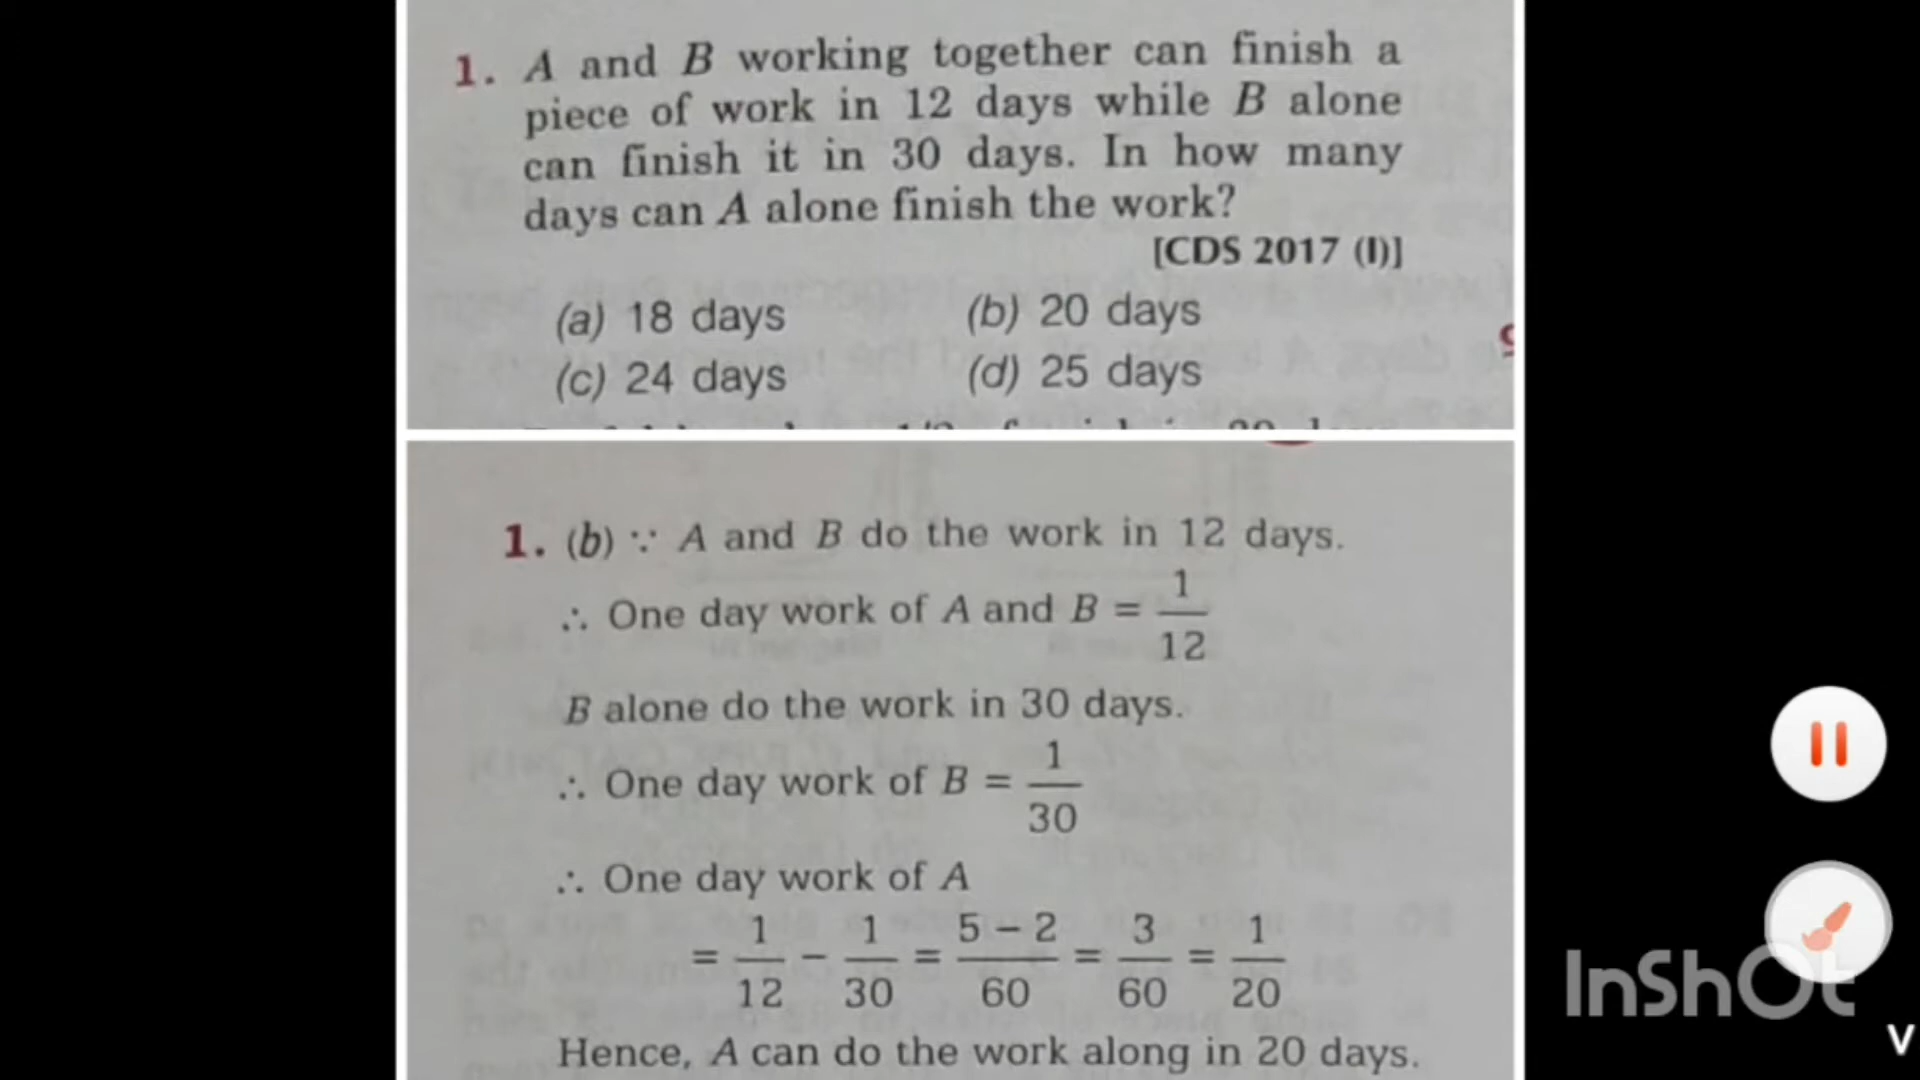 1. A and B working together can finish a
piece of work in 12 days while B alone
can finish it in 30 days. In how many
days can A alone finish the work?
[CDS 2017 (I)]
(a) 18 days (b) 20 days
(c) 24 days (d) 25 days
1. (b) ∵ A and B do the work in 12 days.
∴ One day work of A and B = 1/12
B alone do the work in 30 days.
∴ One day work of B = 1/30
∴ One day work of A
= 1/12 − 1/30 = 5 − 2/60 = 3/60 = 1/20
Hence, A can do the work along in 20 days.
InShOt
V